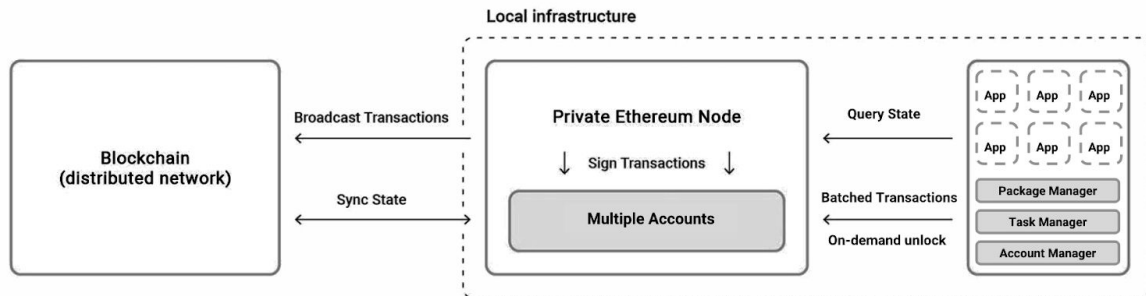 Local infrastructure
Blockchain
(distributed network)
Broadcast Transactions
Sync State
Private Ethereum Node
Sign Transactions
Multiple Accounts
Query State
Batched Transactions
On-demand unlock
App App App
App App App
Package Manager
Task Manager
Account Manager